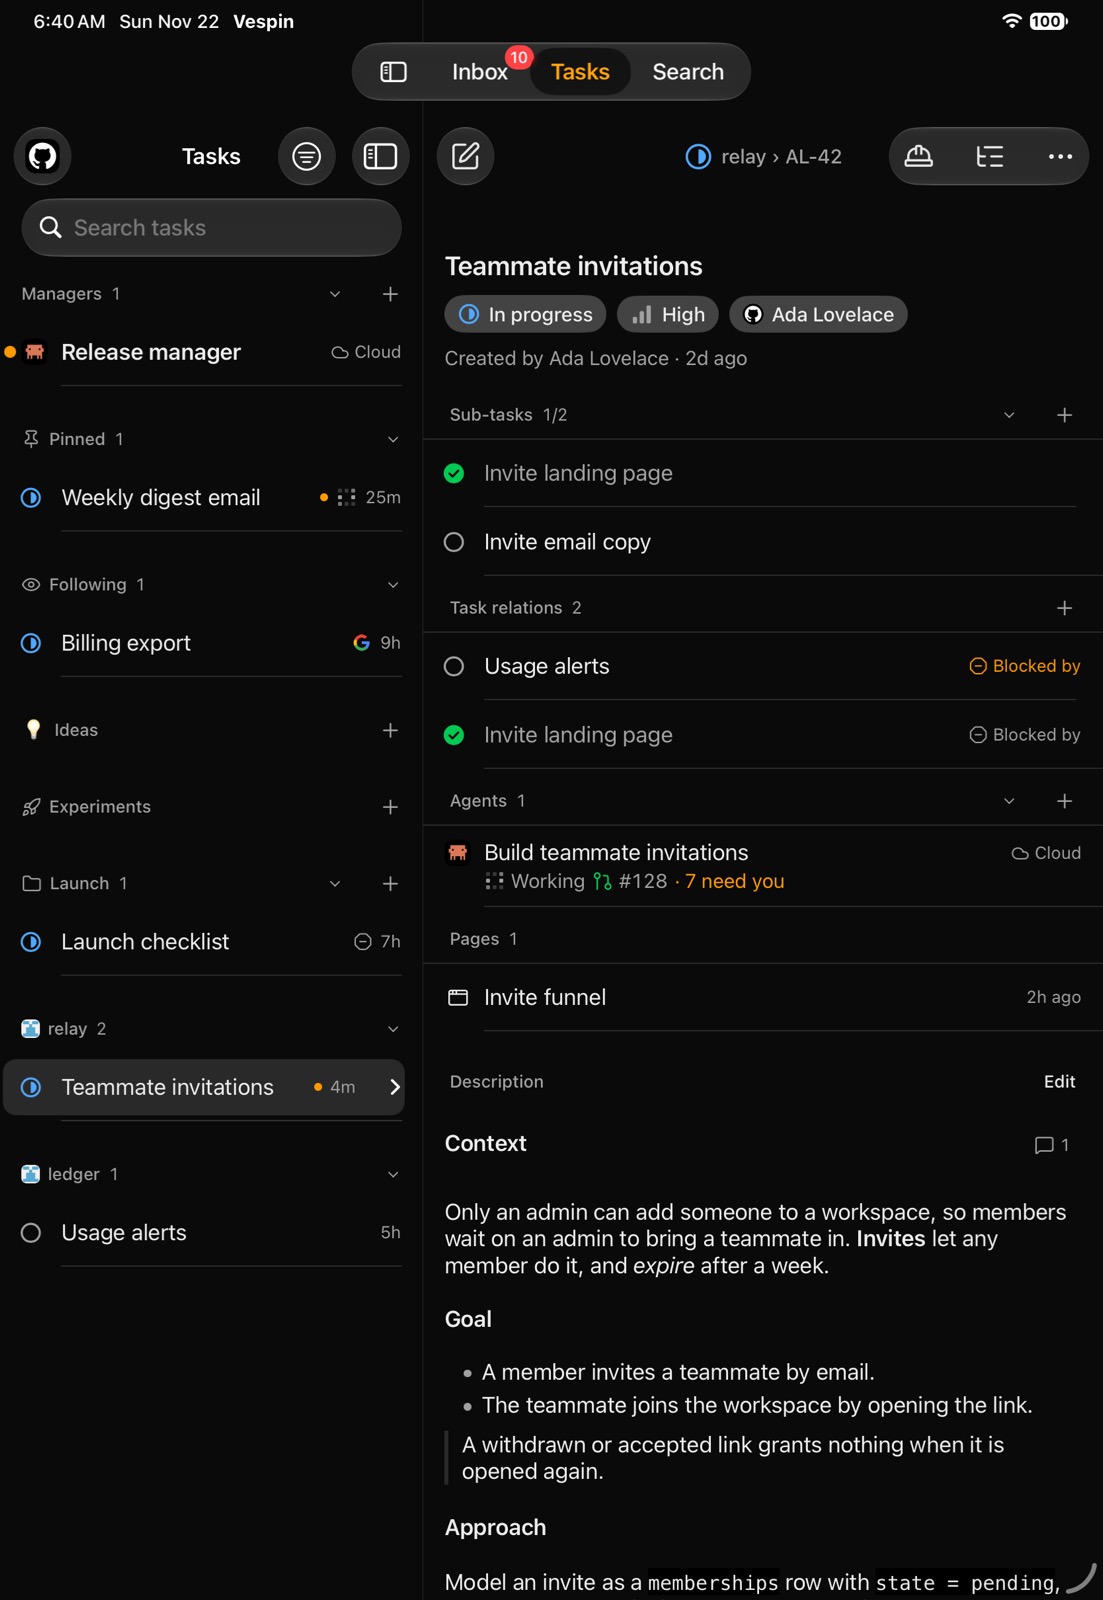 6:40 AM Sun Nov 22 Vespin
100
Inbox 10 Tasks Search
Tasks
relay › AL-42
Search tasks
Managers 1
Release manager Cloud
Pinned 1
Weekly digest email 25m
Following 1
Billing export 9h
Ideas
Experiments
Launch 1
Launch checklist 7h
relay 2
Teammate invitations 4m
ledger 1
Usage alerts 5h
Teammate invitations
In progress High Ada Lovelace
Created by Ada Lovelace · 2d ago
Sub-tasks 1/2
Invite landing page
Invite email copy
Task relations 2
Usage alerts Blocked by
Invite landing page Blocked by
Agents 1
Build teammate invitations Cloud
Working #128 · 7 need you
Pages 1
Invite funnel 2h ago
Description Edit
Context 1
Only an admin can add someone to a workspace, so members
wait on an admin to bring a teammate in. Invites let any
member do it, and expire after a week.
Goal
• A member invites a teammate by email.
• The teammate joins the workspace by opening the link.
A withdrawn or accepted link grants nothing when it is
opened again.
Approach
Model an invite as a memberships row with state = pending,